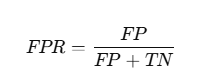 FPR = FP / (FP + TN)